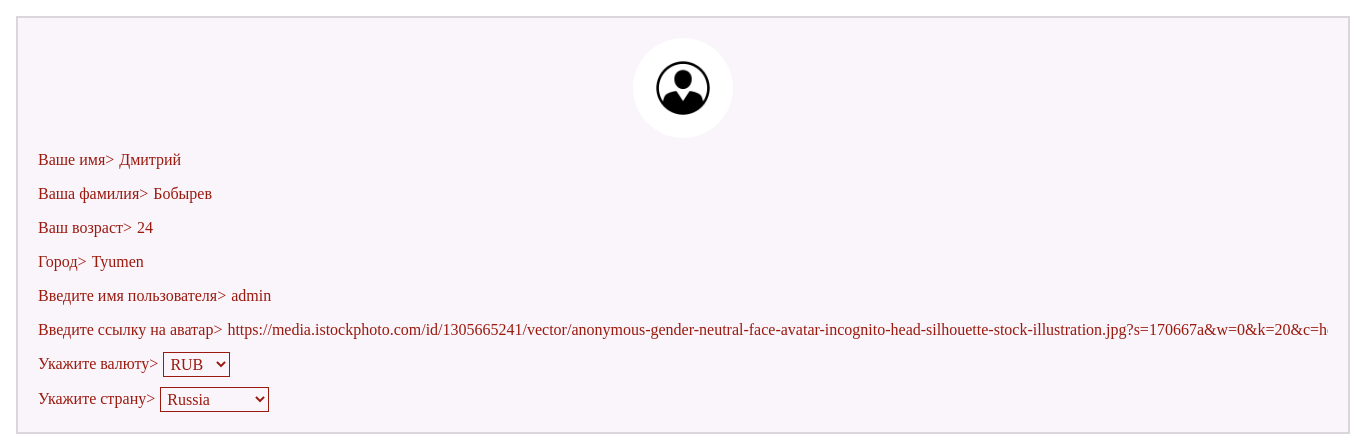 Ваше имя> Дмитрий
Ваша фамилия> Бобырев
Ваш возраст> 24
Город> Tyumen
Введите имя пользователя> admin
Введите ссылку на аватар> https://media.istockphoto.com/id/1305665241/vector/anonymous-gender-neutral-face-avatar-incognito-head-silhouette-stock-illustration.jpg?s=170667a&w=0&k=20&c=h
Укажите валюту> RUB
Укажите страну> Russia